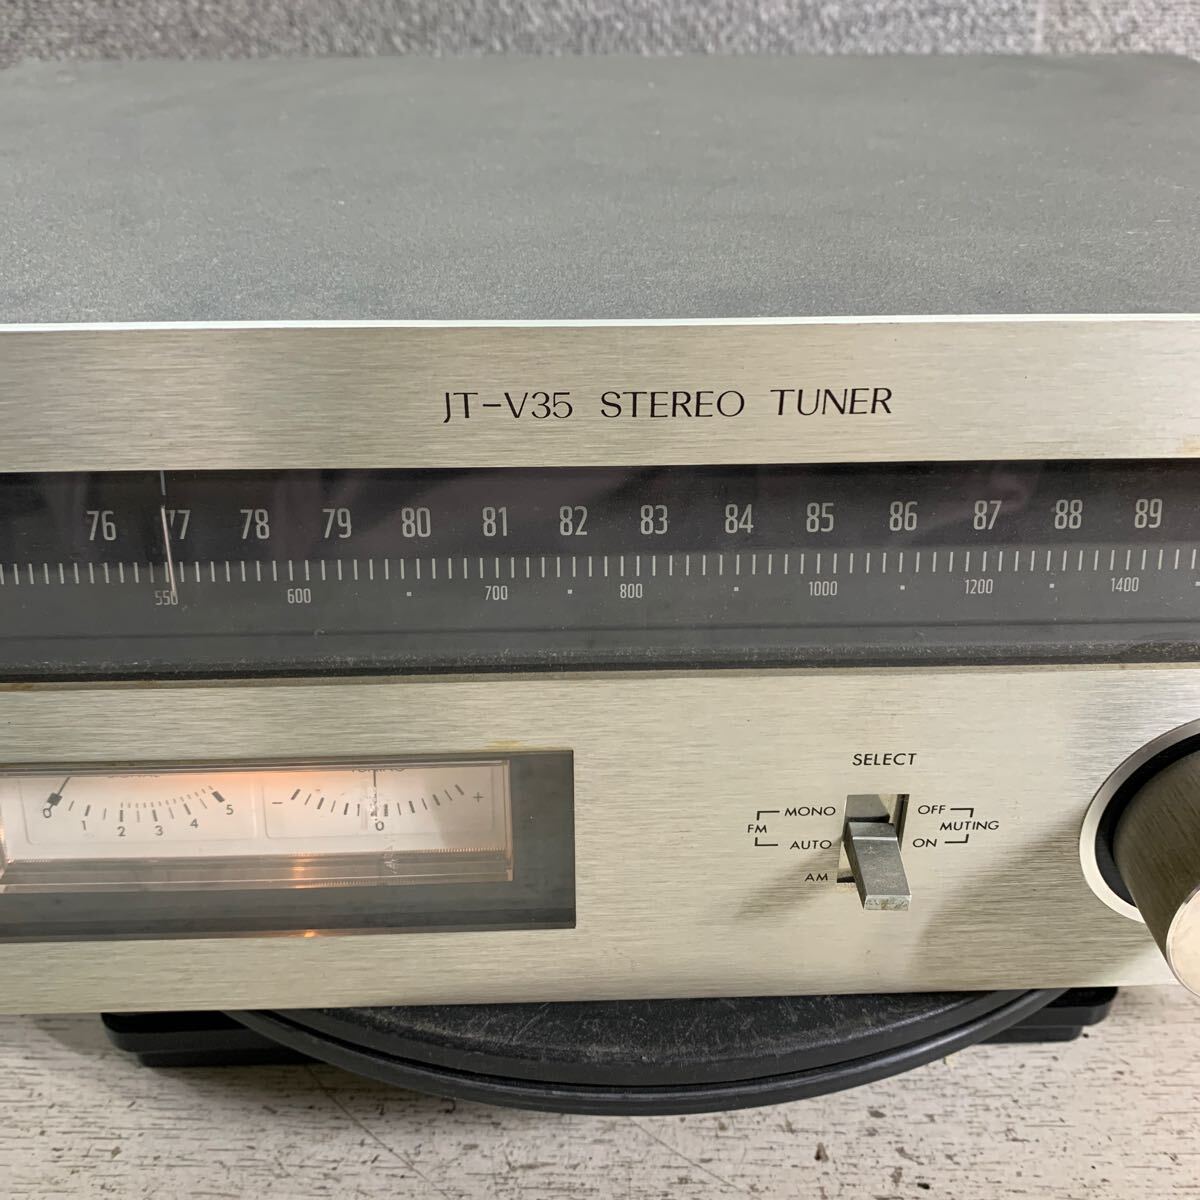 JT-V35 STEREO TUNER
76 77 78 79 80 81 82 83 84 85 86 87 88 89
550 600 700 800 1000 1200 1400
0 1 2 3 4 5
- 0 +
SELECT
FM MONO OFF MUTING
AUTO ON
AM